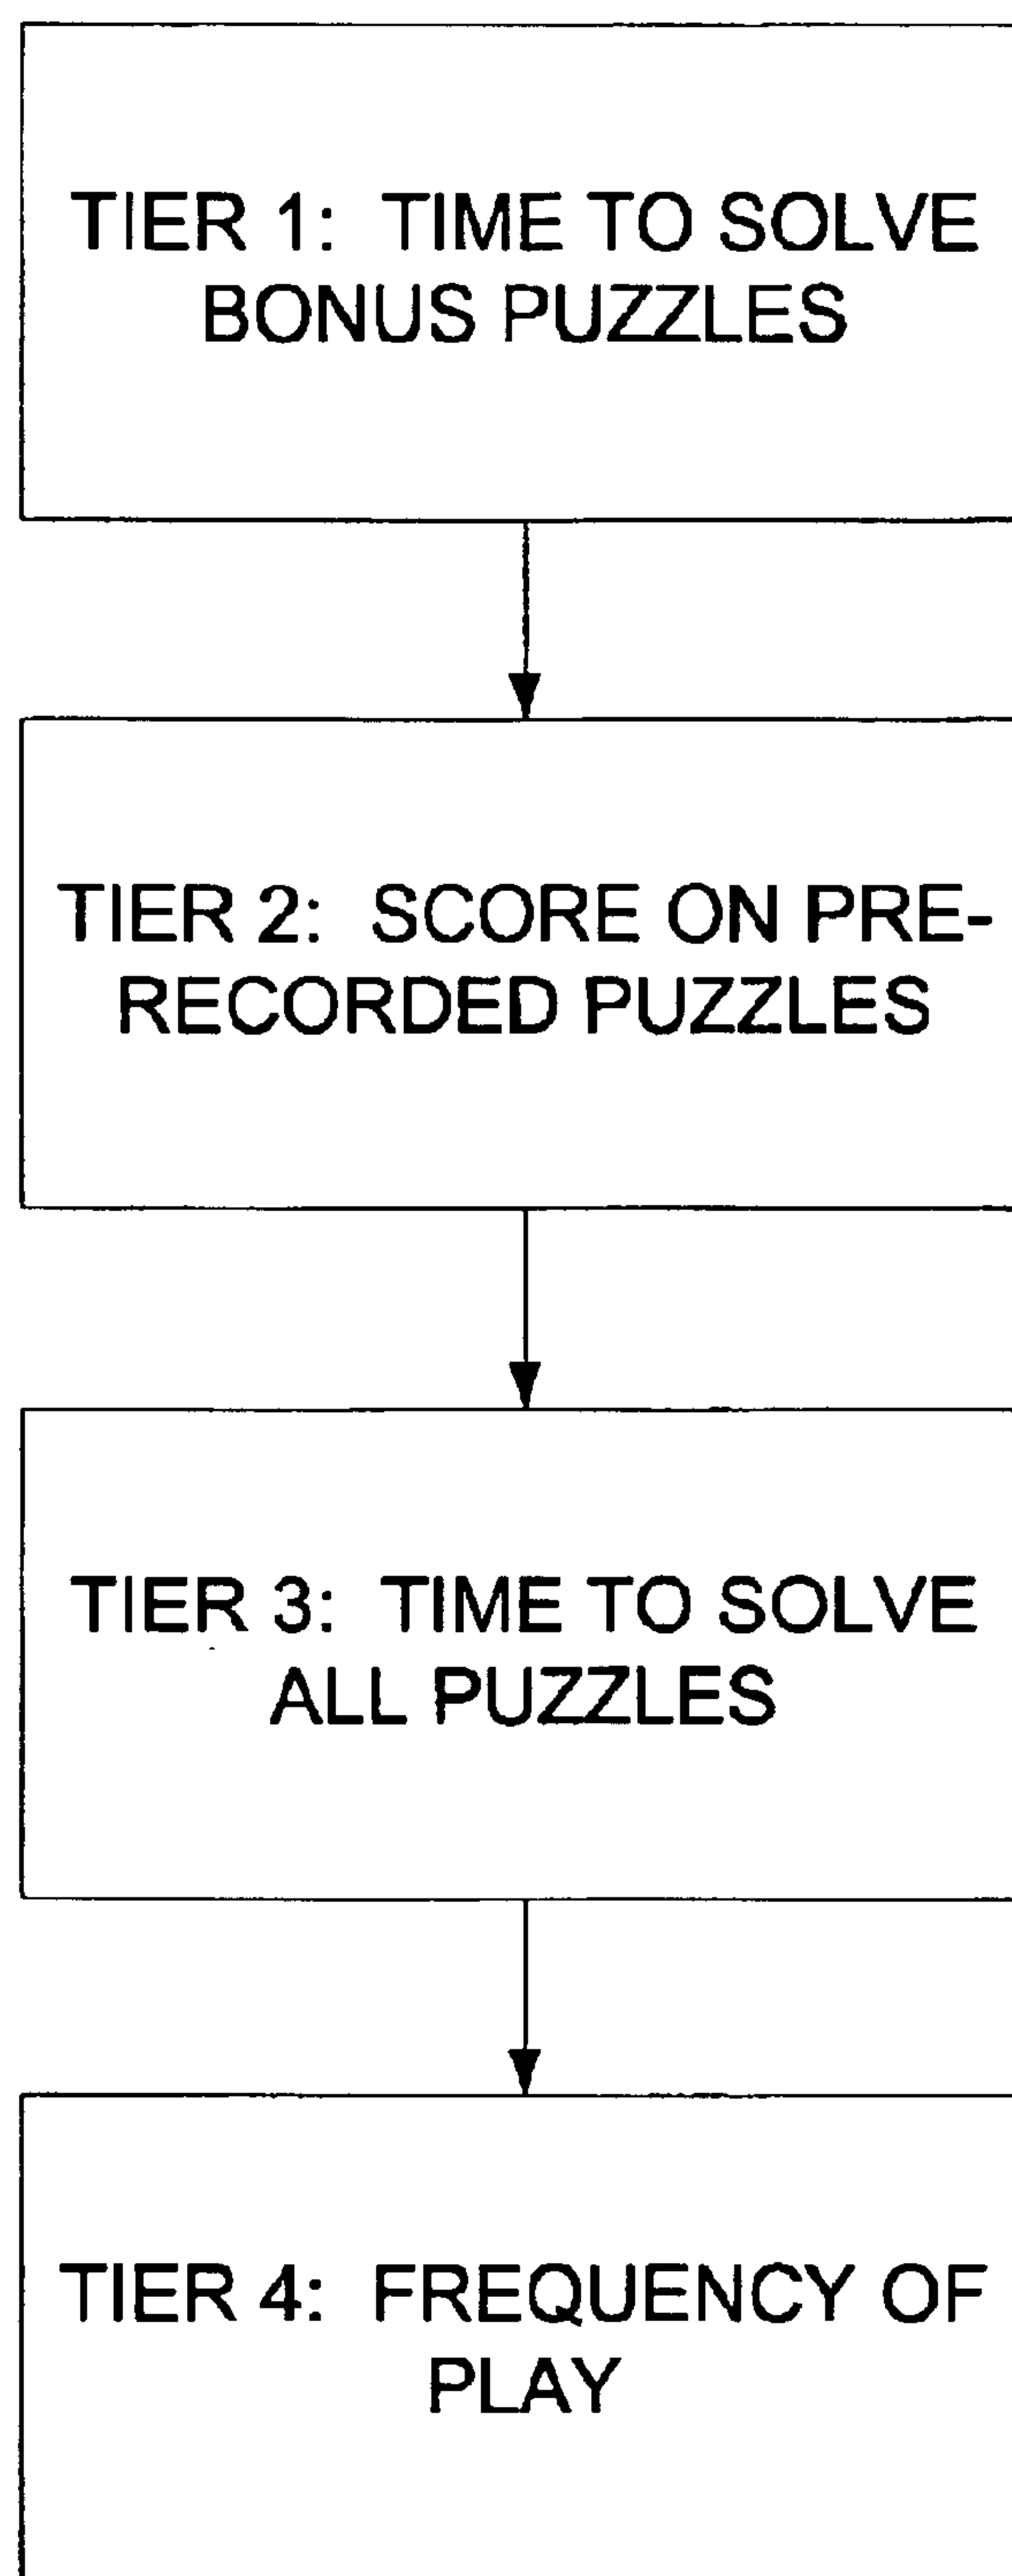 TIER 1: TIME TO SOLVE
BONUS PUZZLES
TIER 2: SCORE ON PRE-
RECORDED PUZZLES
TIER 3: TIME TO SOLVE
ALL PUZZLES
TIER 4: FREQUENCY OF
PLAY